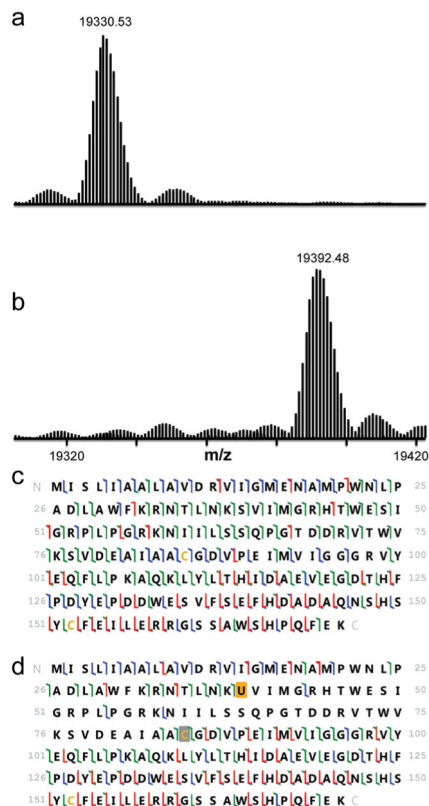 a
19330.53
b
19392.48
19320 m/z 19420
c
N M I S L I A A L A V D R V I G M E N A M P W N L P 25
26 A D L A W F K R N T L N K S V I M G R H T W E S I 50
51 G R P L P G R K N I I L S S Q P G T D D R V T W V 75
76 K S V D E A I A A C G D V P E I M V I G G G R V Y 100
101 E Q F L P K A Q K L Y L T H I D A E V E G D T H F 125
126 P D Y E P D D W E S V F S E F H D A D A Q N S H S 150
151 Y C F E I L E R R G S S A W S H P Q F E K C
d
N M I S L I A A L A V D R V I G M E N A M P W N L P 25
26 A D L A W F K R N T L N K U V I M G R H T W E S I 50
51 G R P L P G R K N I I L S S Q P G T D D R V T W V 75
76 K S V D E A I A A C G D V P E I M V I G G G R V Y 100
101 E Q F L P K A Q K L Y L T H I D A E V E G D T H F 125
126 P D Y E P D D W E S V F S E F H D A D A Q N S H S 150
151 Y C F E I L E R R G S S A W S H P Q F E K C